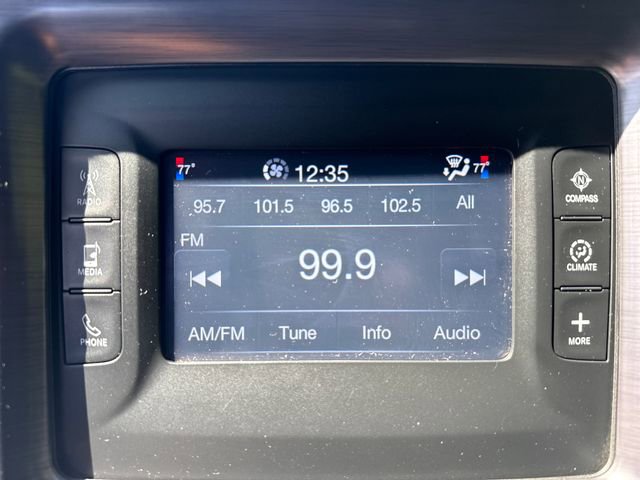 77° 12:35 77°
95.7 101.5 96.5 102.5 All
FM
99.9
AM/FM Tune Info Audio
RADIO
MEDIA
PHONE
N
COMPASS
CLIMATE
MORE